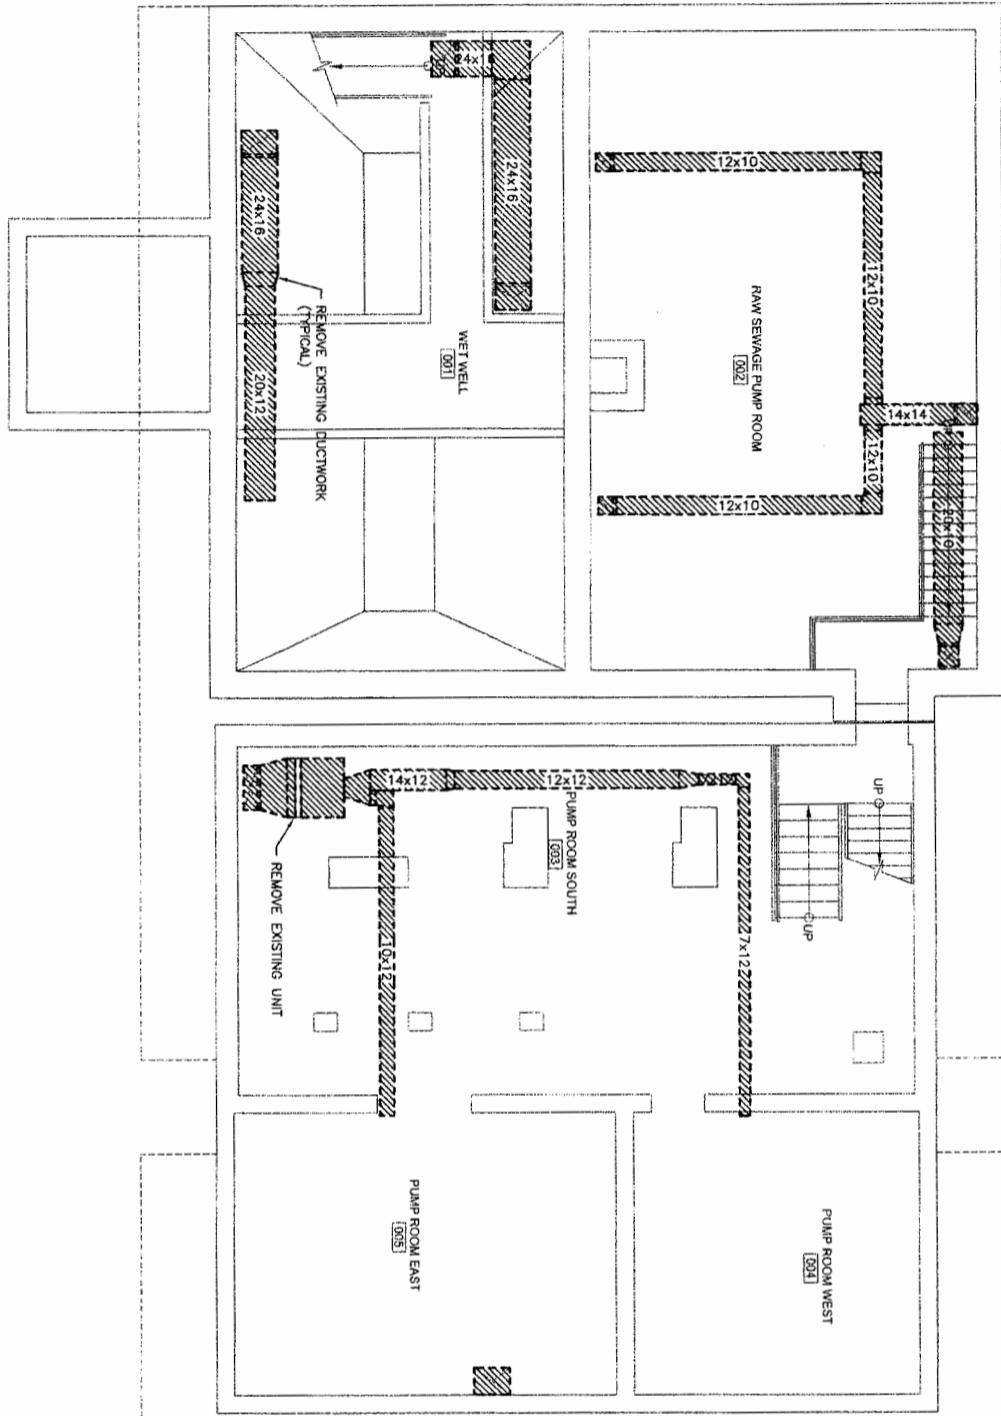 24x1
24x16
24x16
20x12
REMOVE EXISTING DUCTWORK
(TYPICAL)
WET WELL
001
12x10
12x10
12x10
12x10
14x14
20x10
RAW SEWAGE PUMP ROOM
002
14x12
12x12
10x12
7x12
PUMP ROOM SOUTH
003
REMOVE EXISTING UNIT
UP
UP
PUMP ROOM EAST
005
PUMP ROOM WEST
004